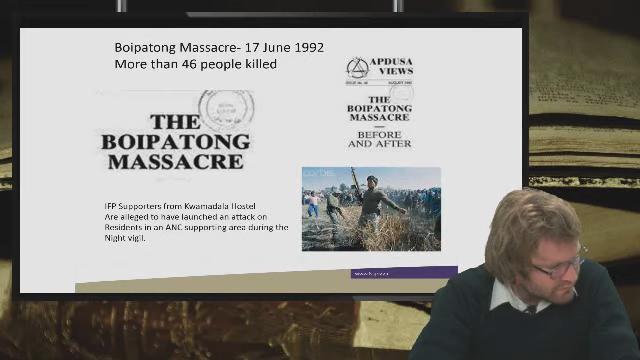 Boipatong Massacre- 17 June 1992
More than 46 people killed
APDUSA
VIEWS
THE
BOIPATONG
MASSACRE
BEFORE
AND AFTER
THE
BOIPATONG
MASSACRE
corbis
IFP Supporters from Kwamadala Hostel
Are alleged to have launched an attack on
Residents in an ANC supporting area during the
Night vigil.